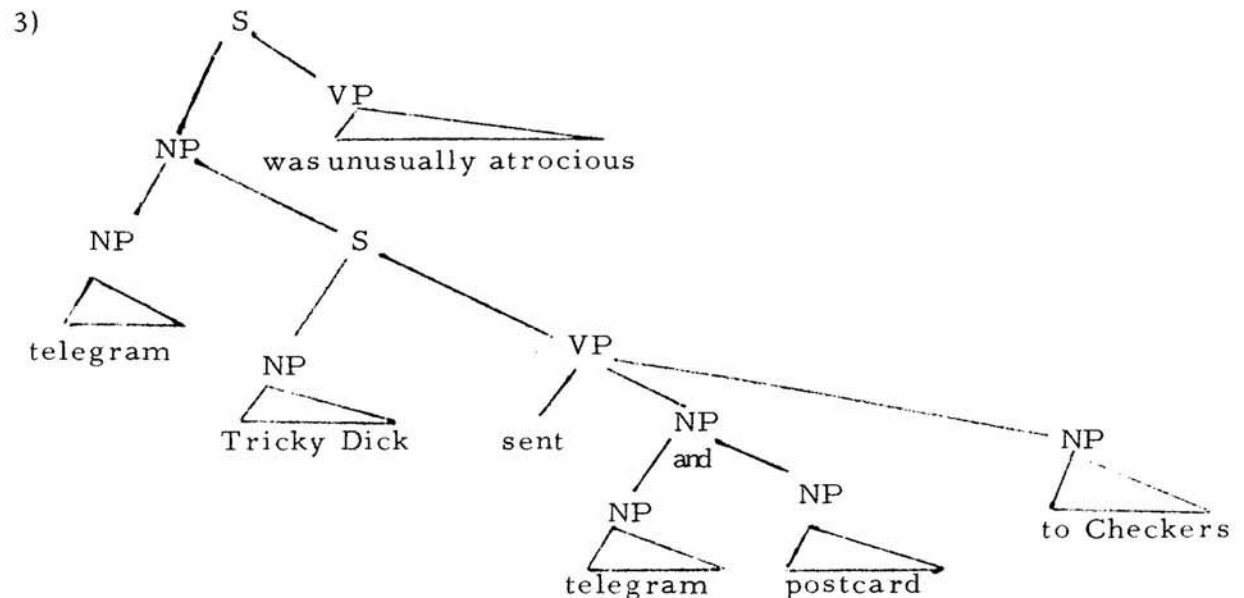 3)
S
VP
was unusually atrocious
NP
NP
S
telegram
NP
VP
Tricky Dick
sent
NP
and
NP
to Checkers
NP
NP
telegram
postcard